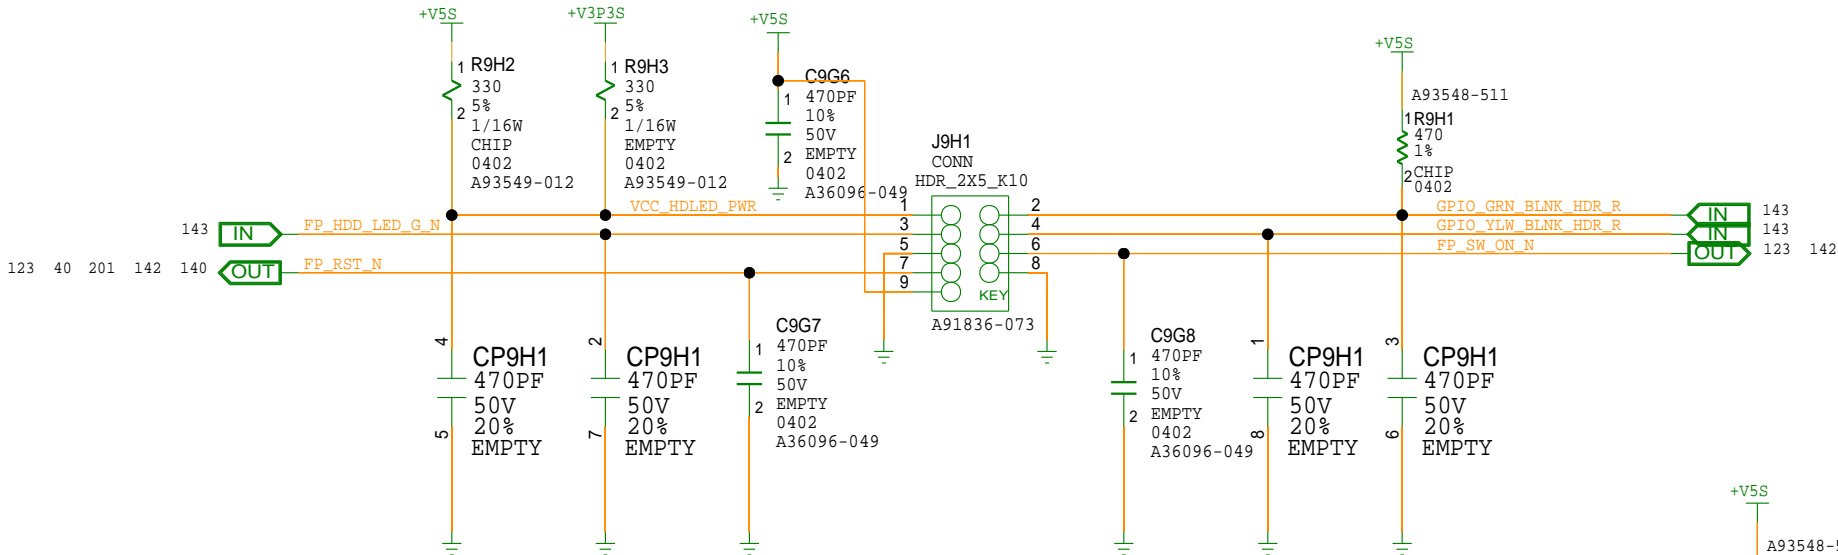 +V5S
1 R9H2
330
5%
2
1/16W
CHIP
0402
A93549-012
+V3P3S
1 R9H3
330
5%
2
1/16W
EMPTY
0402
A93549-012
+V5S
C9G6
1 470PF
10%
50V
2 EMPTY
0402
A36096-049
J9H1
CONN
HDR_2X5_K10
1 2
3 4
5 6
7 8
9
KEY
A91836-073
+V5S
A93548-511
1 R9H1
470
1%
2 CHIP
0402
VCC_HDLED_PWR
143 IN FP_HDD_LED_G_N
123 40 201 142 140 OUT FP_RST_N
GPIO_GRN_BLNK_HDR_R IN 143
GPIO_YLW_BLNK_HDR_R IN 143
FP_SW_ON_N OUT 123 142
4
CP9H1
470PF
50V
20%
EMPTY
5
2
CP9H1
470PF
50V
20%
EMPTY
7
C9G7
1 470PF
10%
50V
2 EMPTY
0402
A36096-049
C9G8
1 470PF
10%
50V
2 EMPTY
0402
A36096-049
1
CP9H1
470PF
50V
20%
EMPTY
8
3
CP9H1
470PF
50V
20%
EMPTY
6
+V5S